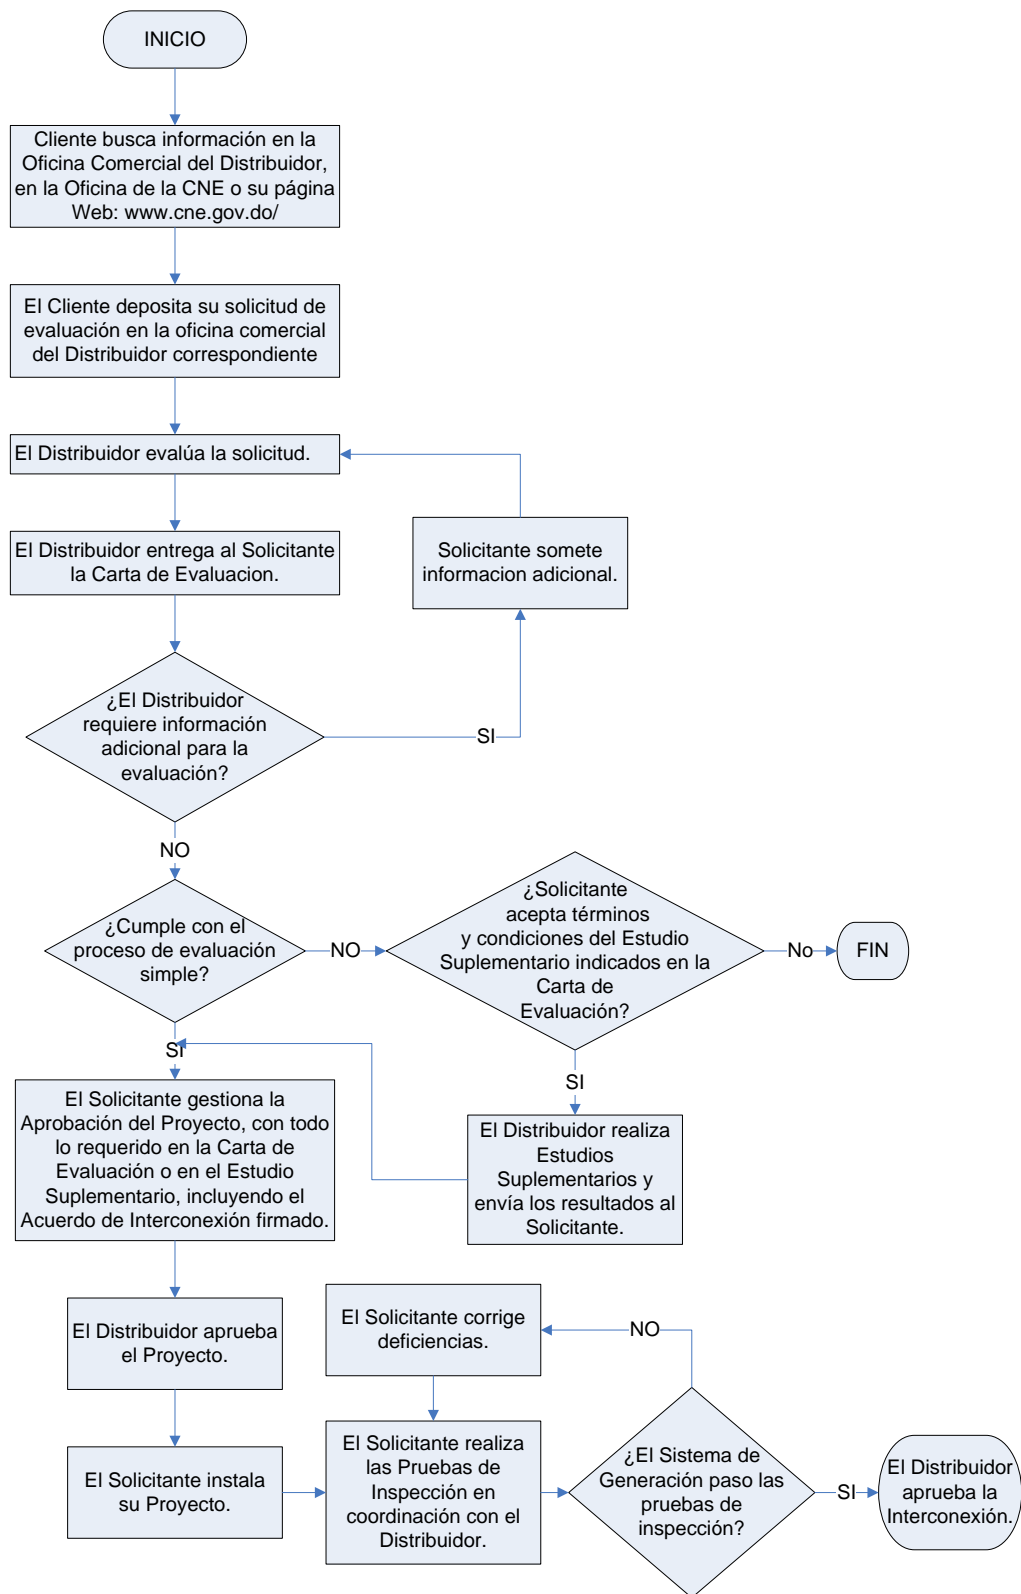 INICIO
Cliente busca información en la
Oficina Comercial del Distribuidor,
en la Oficina de la CNE o su página
Web: www.cne.gov.do/
El Cliente deposita su solicitud de
evaluación en la oficina comercial
del Distribuidor correspondiente
El Distribuidor evalúa la solicitud.
El Distribuidor entrega al Solicitante
la Carta de Evaluacion.
Solicitante somete
informacion adicional.
¿El Distribuidor
requiere información
adicional para la
evaluación?
SI
NO
¿Cumple con el
proceso de evaluación
simple?
NO
¿Solicitante
acepta términos
y condiciones del Estudio
Suplementario indicados en la
Carta de
Evaluación?
No
FIN
SI
SI
El Distribuidor realiza
Estudios
Suplementarios y
envía los resultados al
Solicitante.
El Solicitante gestiona la
Aprobación del Proyecto, con todo
lo requerido en la Carta de
Evaluación o en el Estudio
Suplementario, incluyendo el
Acuerdo de Interconexión firmado.
El Distribuidor aprueba
el Proyecto.
El Solicitante instala
su Proyecto.
El Solicitante corrige
deficiencias.
NO
El Solicitante realiza
las Pruebas de
Inspección en
coordinación con el
Distribuidor.
¿El Sistema de
Generación paso las
pruebas de
inspección?
SI
El Distribuidor
aprueba la
Interconexión.